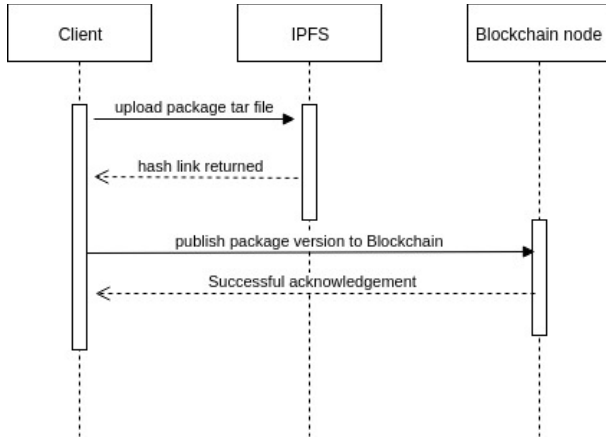 Client
IPFS
Blockchain node
upload package tar file
hash link returned
publish package version to Blockchain
Successful acknowledgement